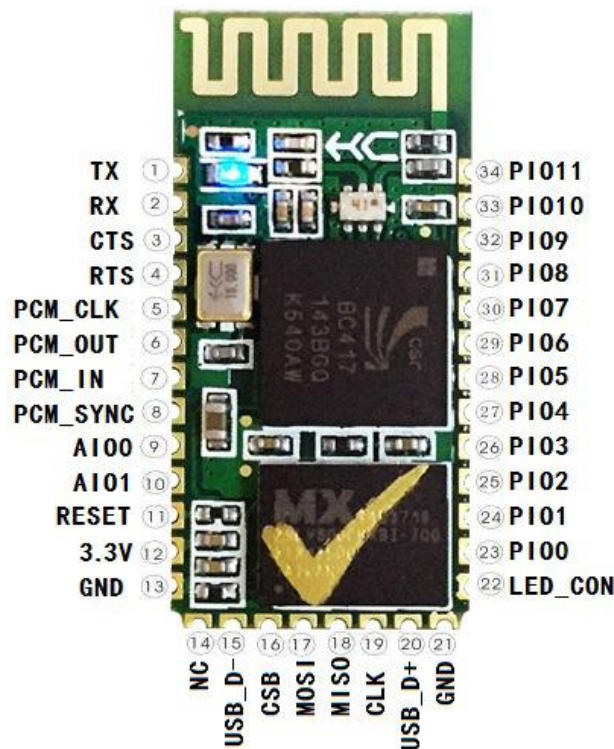 TX 1
RX 2
CTS 3
RTS 4
PCM_CLK 5
PCM_OUT 6
PCM_IN 7
PCM_SYNC 8
AIO0 9
AIO1 10
RESET 11
3.3V 12
GND 13
14 NC
15 USB_D-
16 CSB
17 MOSI
18 MISO
19 CLK
20 USB_D+
21 GND
34 PIO11
33 PIO10
32 PIO9
31 PIO8
30 PIO7
29 PIO6
28 PIO5
27 PIO4
26 PIO3
25 PIO2
24 PIO1
23 PIO0
22 LED_CON
HC
41
BC417
143B6Q
K540AW
csr
MX